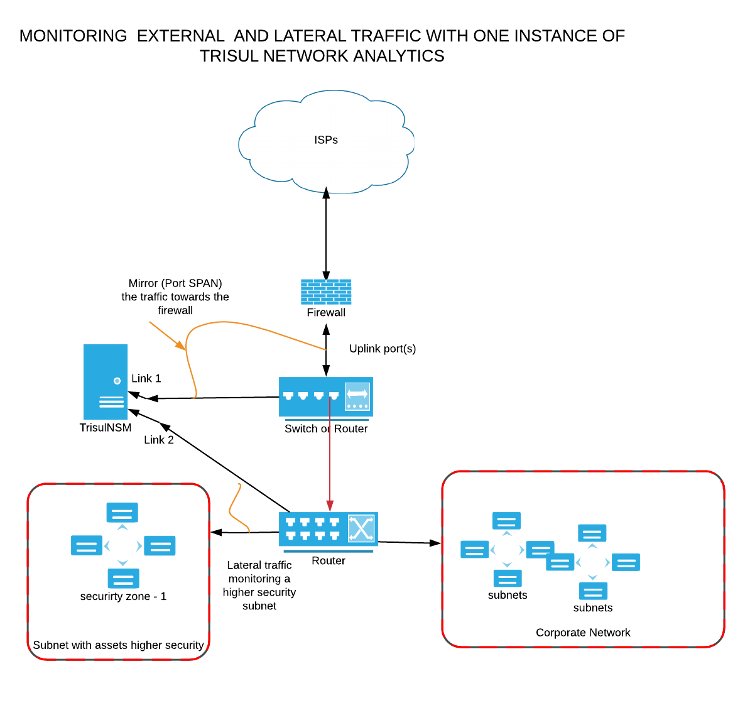 MONITORING EXTERNAL AND LATERAL TRAFFIC WITH ONE INSTANCE OF
TRISUL NETWORK ANALYTICS
ISPs
Mirror (Port SPAN)
the traffic towards the
firewall
Firewall
Uplink port(s)
Link 1
TrisulNSM
Switch or Router
Link 2
Router
Lateral traffic
monitoring a
higher security
subnet
securirty zone - 1
Subnet with assets higher security
subnets
subnets
Corporate Network